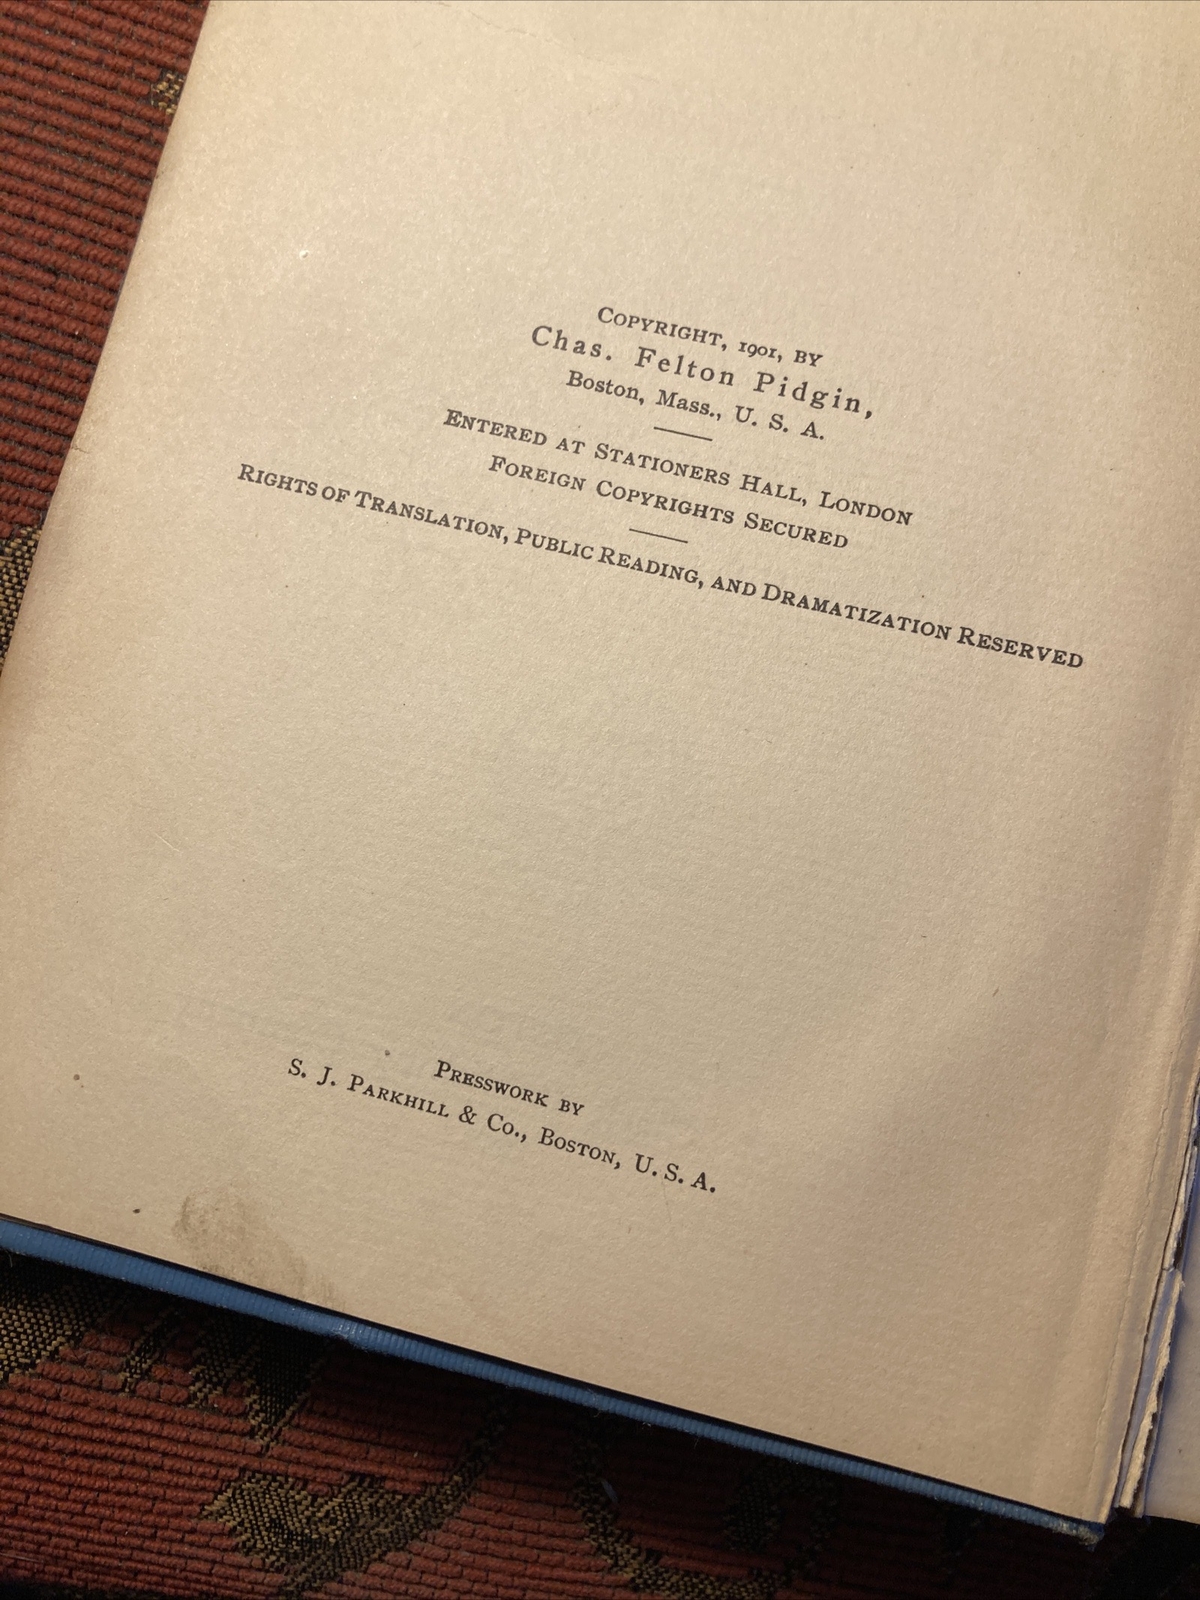 COPYRIGHT, 1901, BY
Chas. Felton Pidgin,
Boston, Mass., U. S. A.
ENTERED AT STATIONERS HALL, LONDON
FOREIGN COPYRIGHTS SECURED
RIGHTS OF TRANSLATION, PUBLIC READING, AND DRAMATIZATION RESERVED
PRESSWORK BY
S. J. PARKHILL & CO., BOSTON, U. S. A.